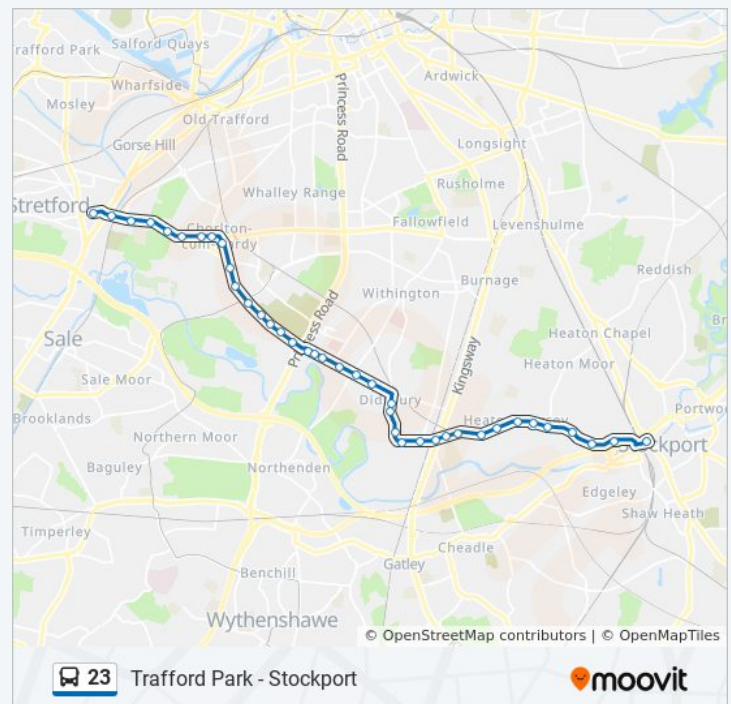 Trafford Park
Salford Quays
Ardwick
Wharfside
Mosley
Old Trafford
Princess Road
Gorse Hill
Longsight
Rusholme
Whalley Range
Stretford
Fallowfield
Levenshulme
Chorlton-
cum-Hardy
Reddish
Burnage
Withington
Princess Road
Heaton Chapel
Sale
Kingsway
Heaton Moor
Sale Moor
Didsbury
Portwo
Brooklands
Heaton Mersey
Northern Moor
Stockport
Baguley
Northenden
Edgeley
Shaw Heath
Timperley
Cheadle
Gatley
Benchill
Wythenshawe
© OpenStreetMap contributors | © OpenMapTiles
23 Trafford Park - Stockport
moovit